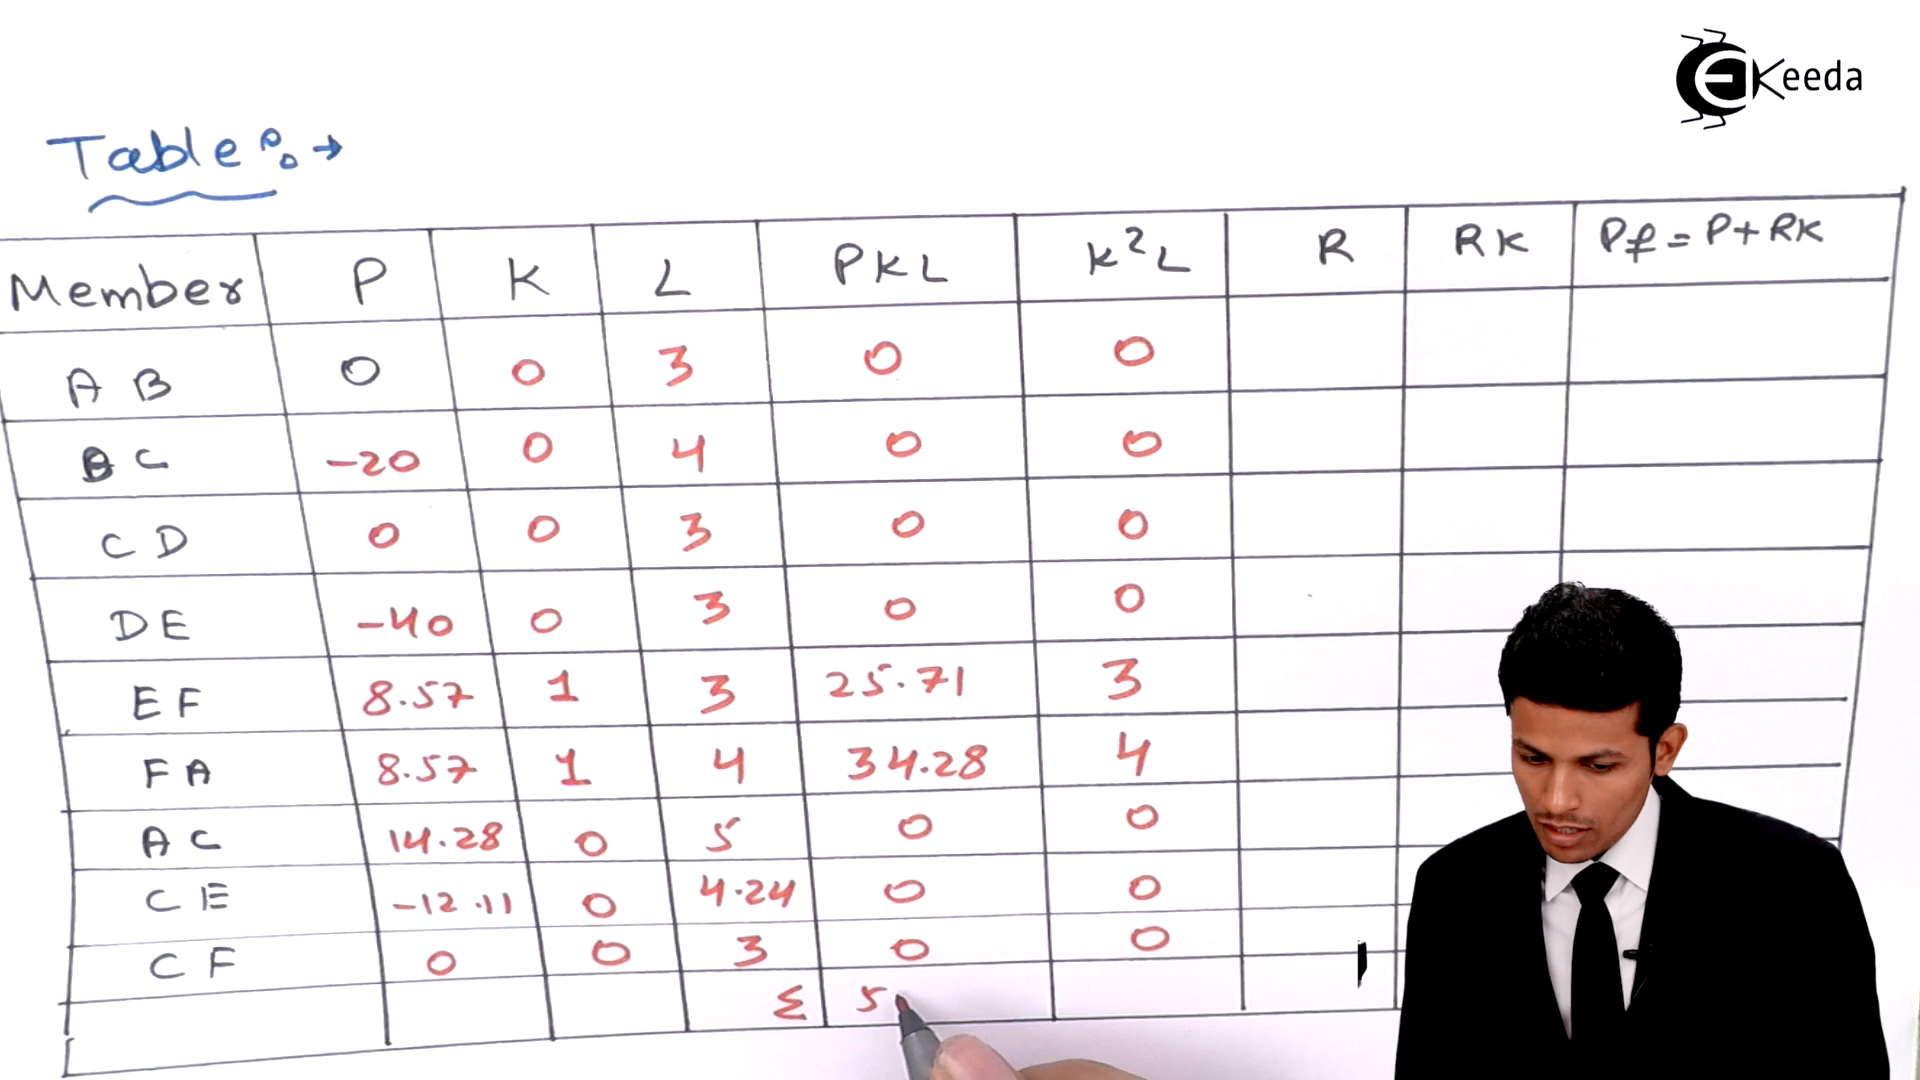 EKeeda
Table :→
Member P K L PKL K²L R RK Pf = P + RK
AB 0 0 3 0 0
BC -20 0 4 0 0
CD 0 0 3 0 0
DE -40 0 3 0 0
EF 8.57 1 3 25.71 3
FA 8.57 1 4 34.28 4
AC 14.28 0 5 0 0
CE -12.11 0 4.24 0 0
CF 0 0 3 0 0
Σ 5